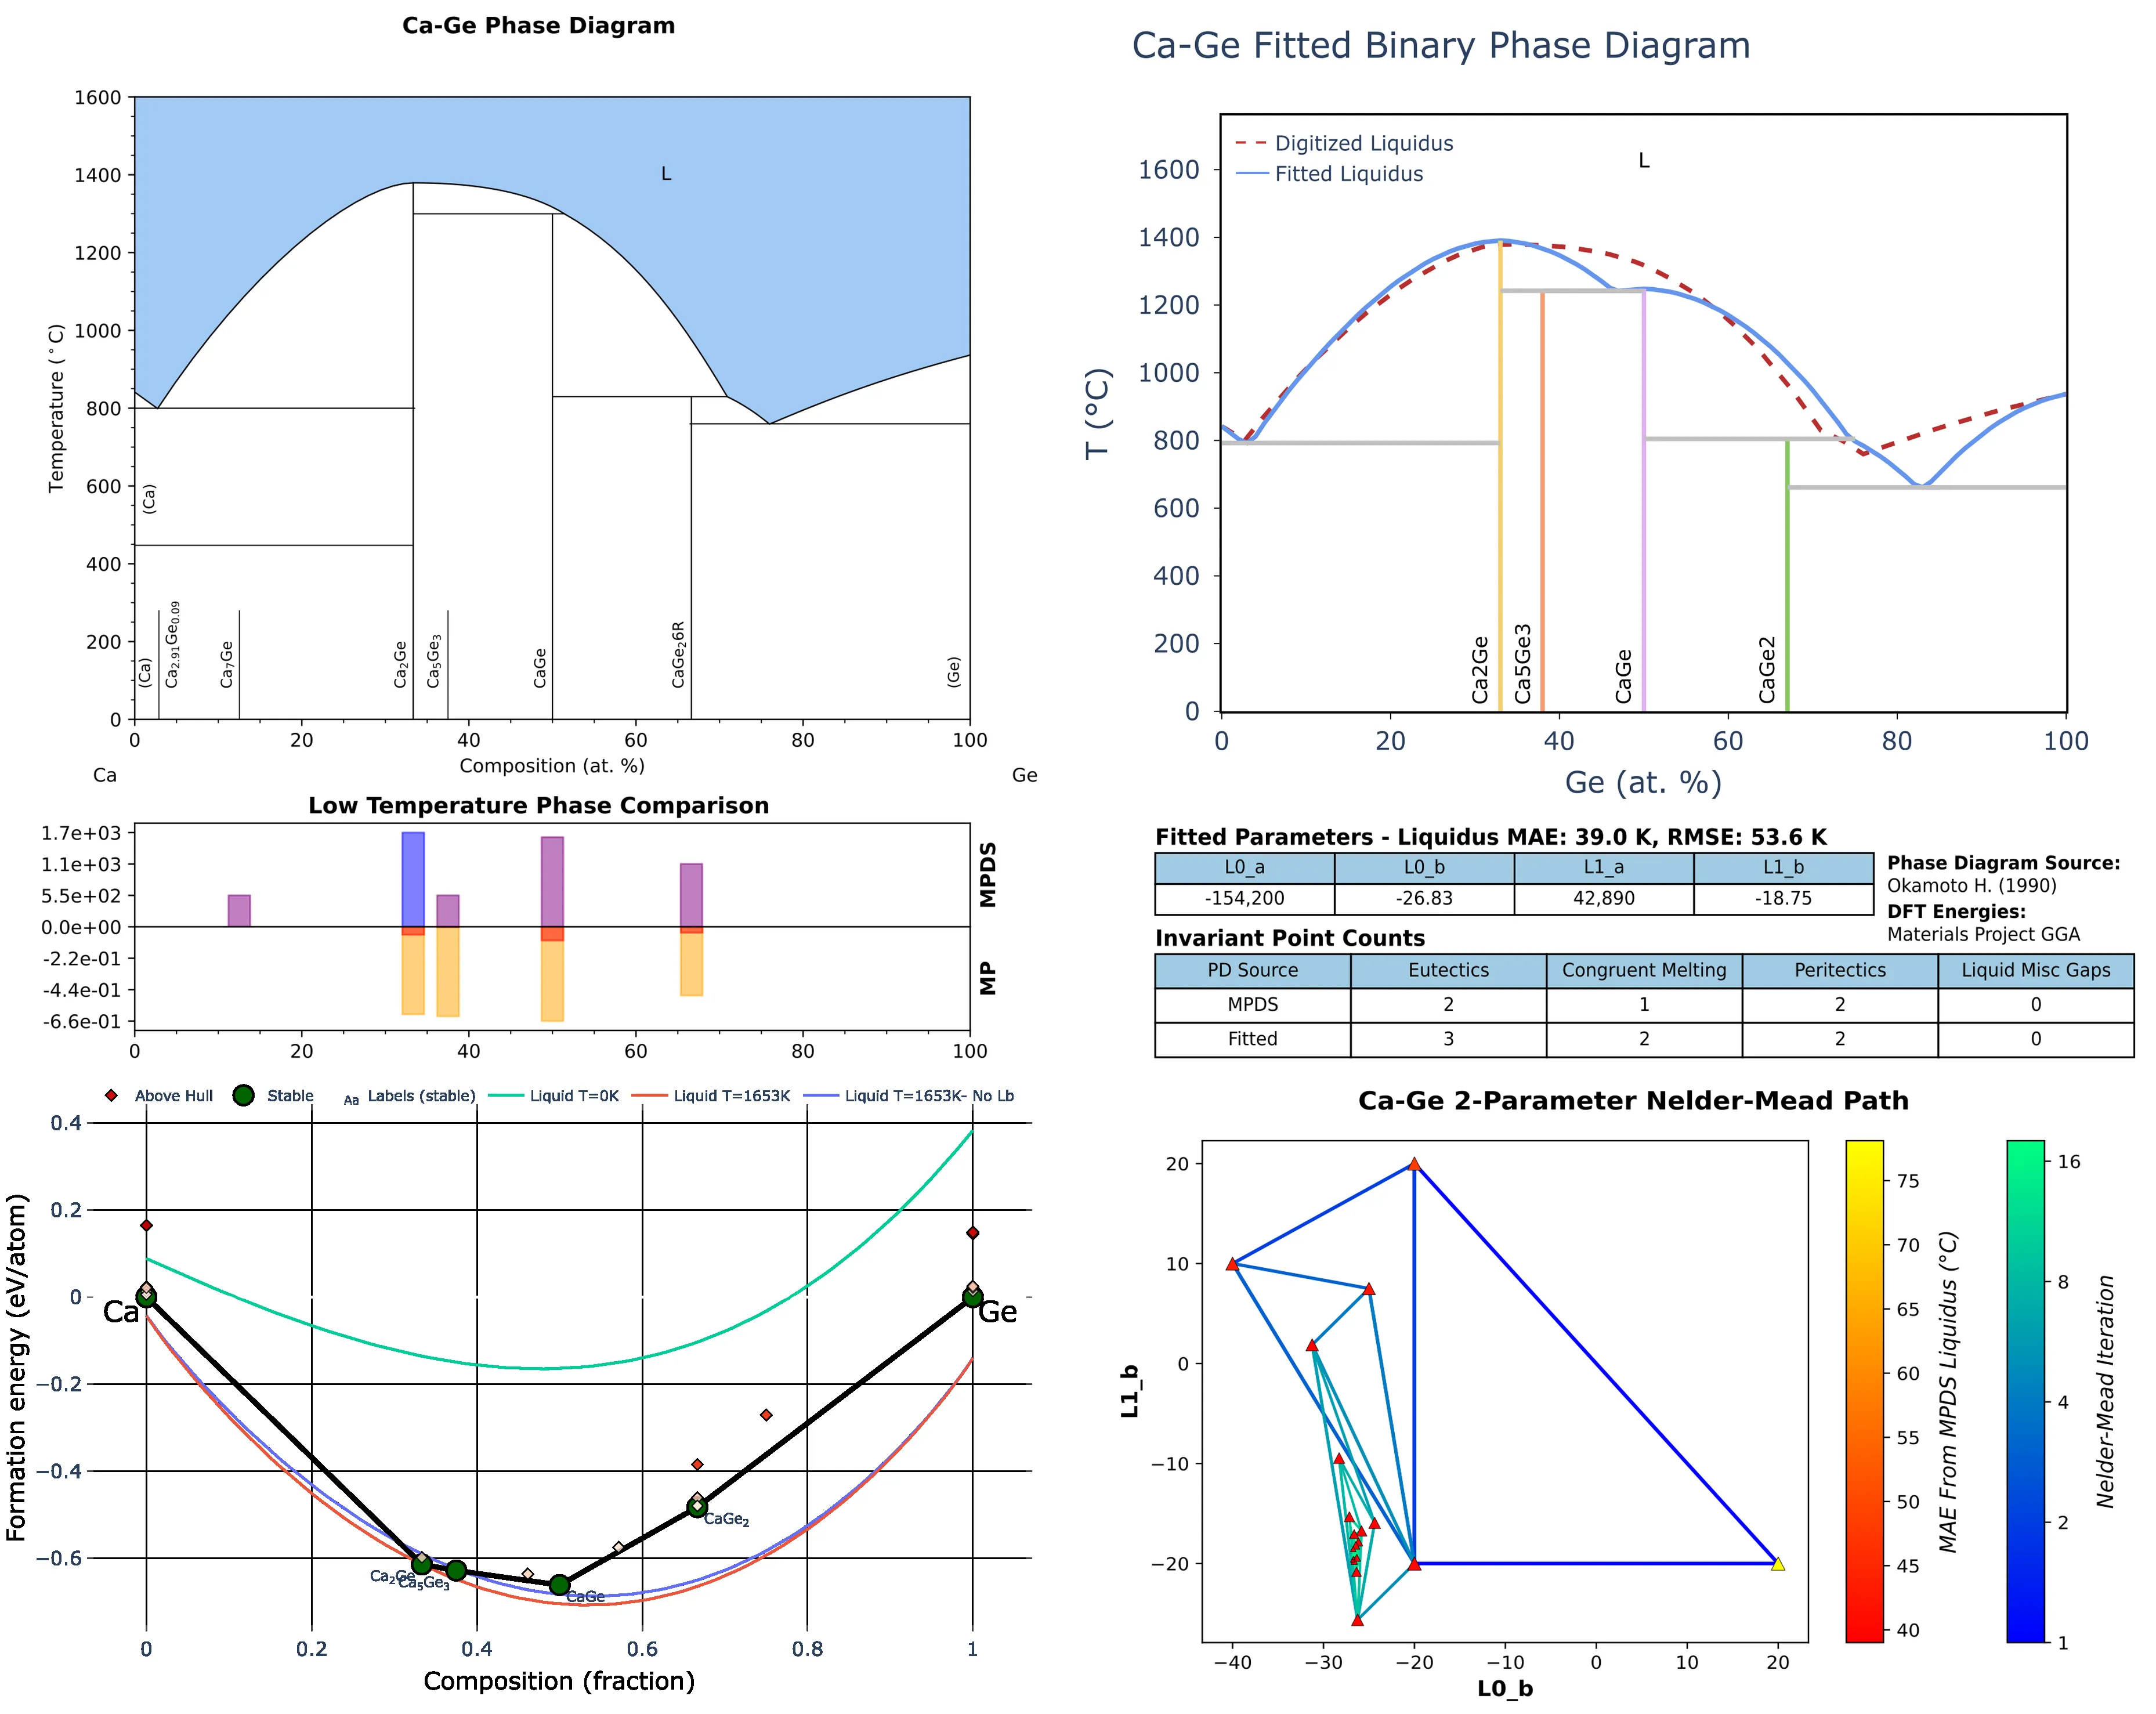 Ca-Ge Phase Diagram
1600
1400
1200
1000
800
600
400
200
0
Temperature (°C)
L
(Ca)
(Ca)
Ca2.91Ge0.09
Ca7Ge
Ca2Ge
Ca5Ge3
CaGe
CaGe26R
(Ge)
0 20 40 60 80 100
Composition (at. %)
Ca Ge
Ca-Ge Fitted Binary Phase Diagram
Digitized Liquidus
Fitted Liquidus
L
1600
1400
1200
1000
800
600
400
200
0
T (°C)
Ca2Ge
Ca5Ge3
CaGe
CaGe2
0 20 40 60 80 100
Ge (at. %)
Low Temperature Phase Comparison
1.7e+03
1.1e+03
5.5e+02
0.0e+00
-2.2e-01
-4.4e-01
-6.6e-01
MPDS
MP
0 20 40 60 80 100
Fitted Parameters - Liquidus MAE: 39.0 K, RMSE: 53.6 K
L0_a L0_b L1_a L1_b
-154,200 -26.83 42,890 -18.75
Phase Diagram Source:
Okamoto H. (1990)
DFT Energies:
Materials Project GGA
Invariant Point Counts
PD Source Eutectics Congruent Melting Peritectics Liquid Misc Gaps
MPDS 2 1 2 0
Fitted 3 2 2 0
Above Hull Stable Aa Labels (stable) Liquid T=0K Liquid T=1653K Liquid T=1653K- No Lb
0.4
0.2
0
−0.2
−0.4
−0.6
Formation energy (eV/atom)
Ca
Ge
CaGe2
Ca2Ge
Ca5Ge3
CaGe
0 0.2 0.4 0.6 0.8 1
Composition (fraction)
Ca-Ge 2-Parameter Nelder-Mead Path
20
10
0
−10
−20
L1_b
−40 −30 −20 −10 0 10 20
L0_b
75
70
65
60
55
50
45
40
MAE From MPDS Liquidus (°C)
16
8
4
2
1
Nelder-Mead Iteration